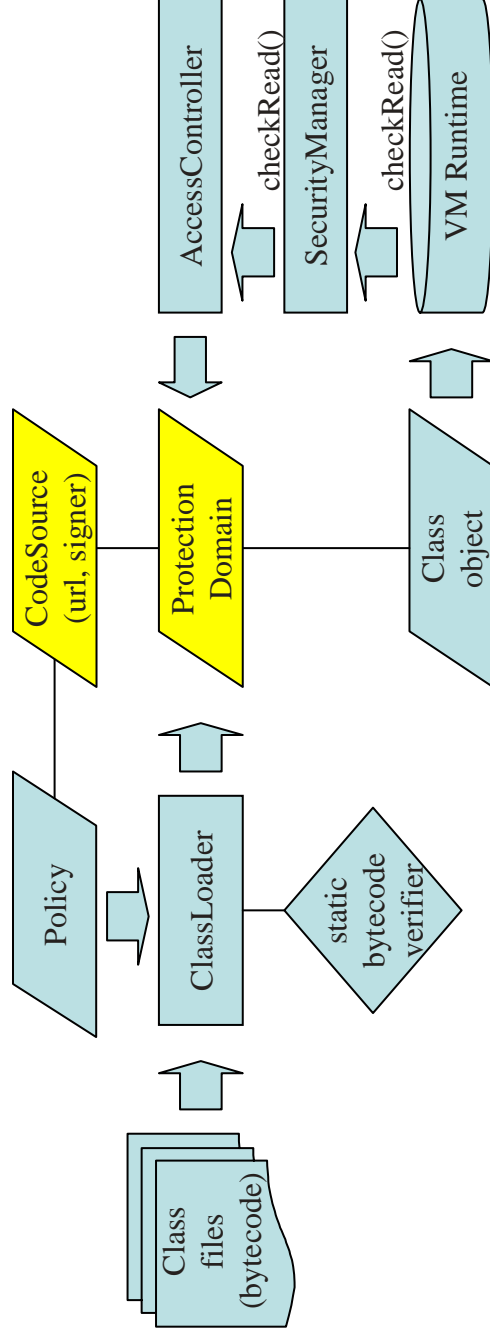 Policy
CodeSource
(url, signer)
Class
files
(bytecode)
ClassLoader
Protection
Domain
AccessController
checkRead()
static
bytecode
verifier
SecurityManager
checkRead()
Class
object
VM Runtime